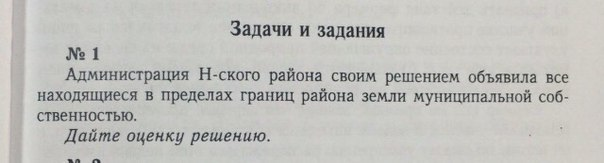 Задачи и задания
№ 1
Администрация Н-ского района своим решением объявила все
находящиеся в пределах границ района земли муниципальной соб-
ственностью.
Дайте оценку решению.